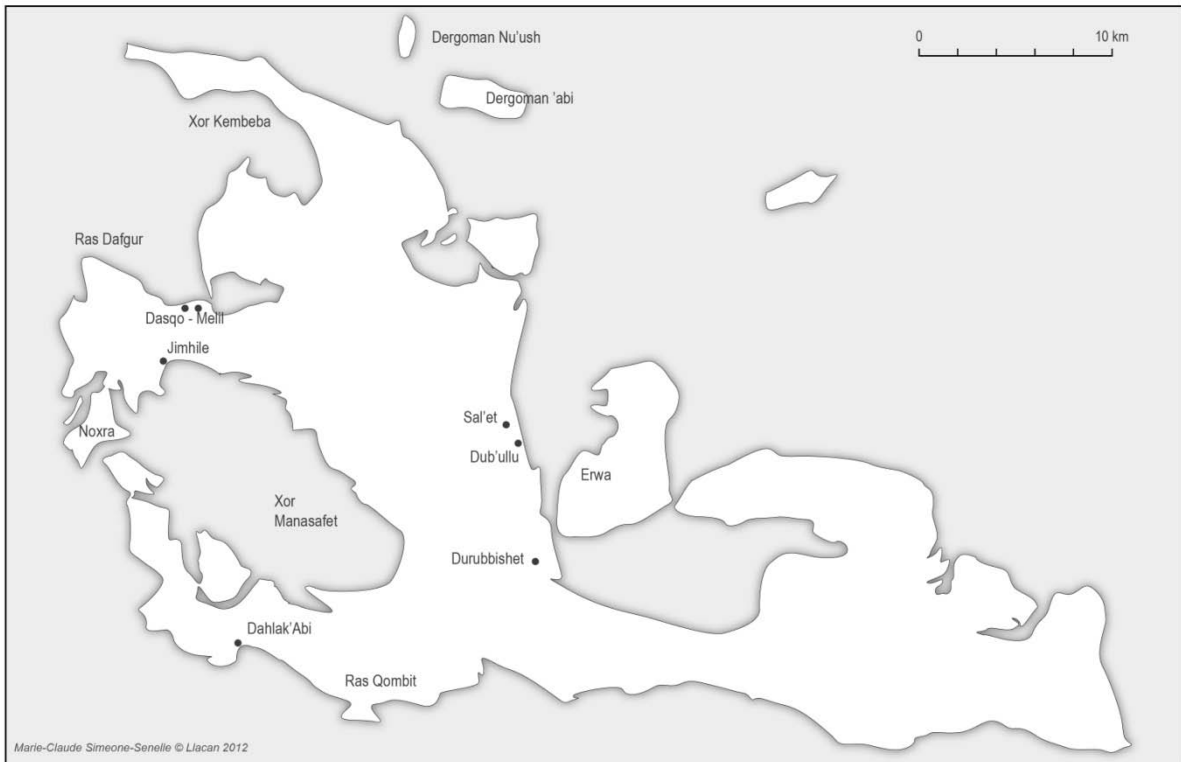 Dergoman Nu'ush
0 10 km
Dergoman 'abi
Xor Kembeba
Ras Dafgur
Dasqo - Melil
Jimhile
Sal'et
Noxra
Dub'ullu
Erwa
Xor
Manasafet
Durubbishet
Dahlak'Abi
Ras Qombit
Marie-Claude Simeone-Senelle © Llacan 2012